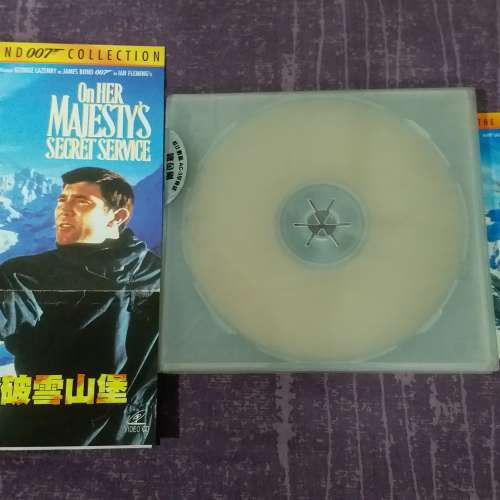 ND 007 COLLECTION
GEORGE LAZENBY as JAMES BOND 007 in IAN FLEMING's
On HER
MAJESTY'S
SECRET SERVICE
破雪山堡
VIDEO CD
THE